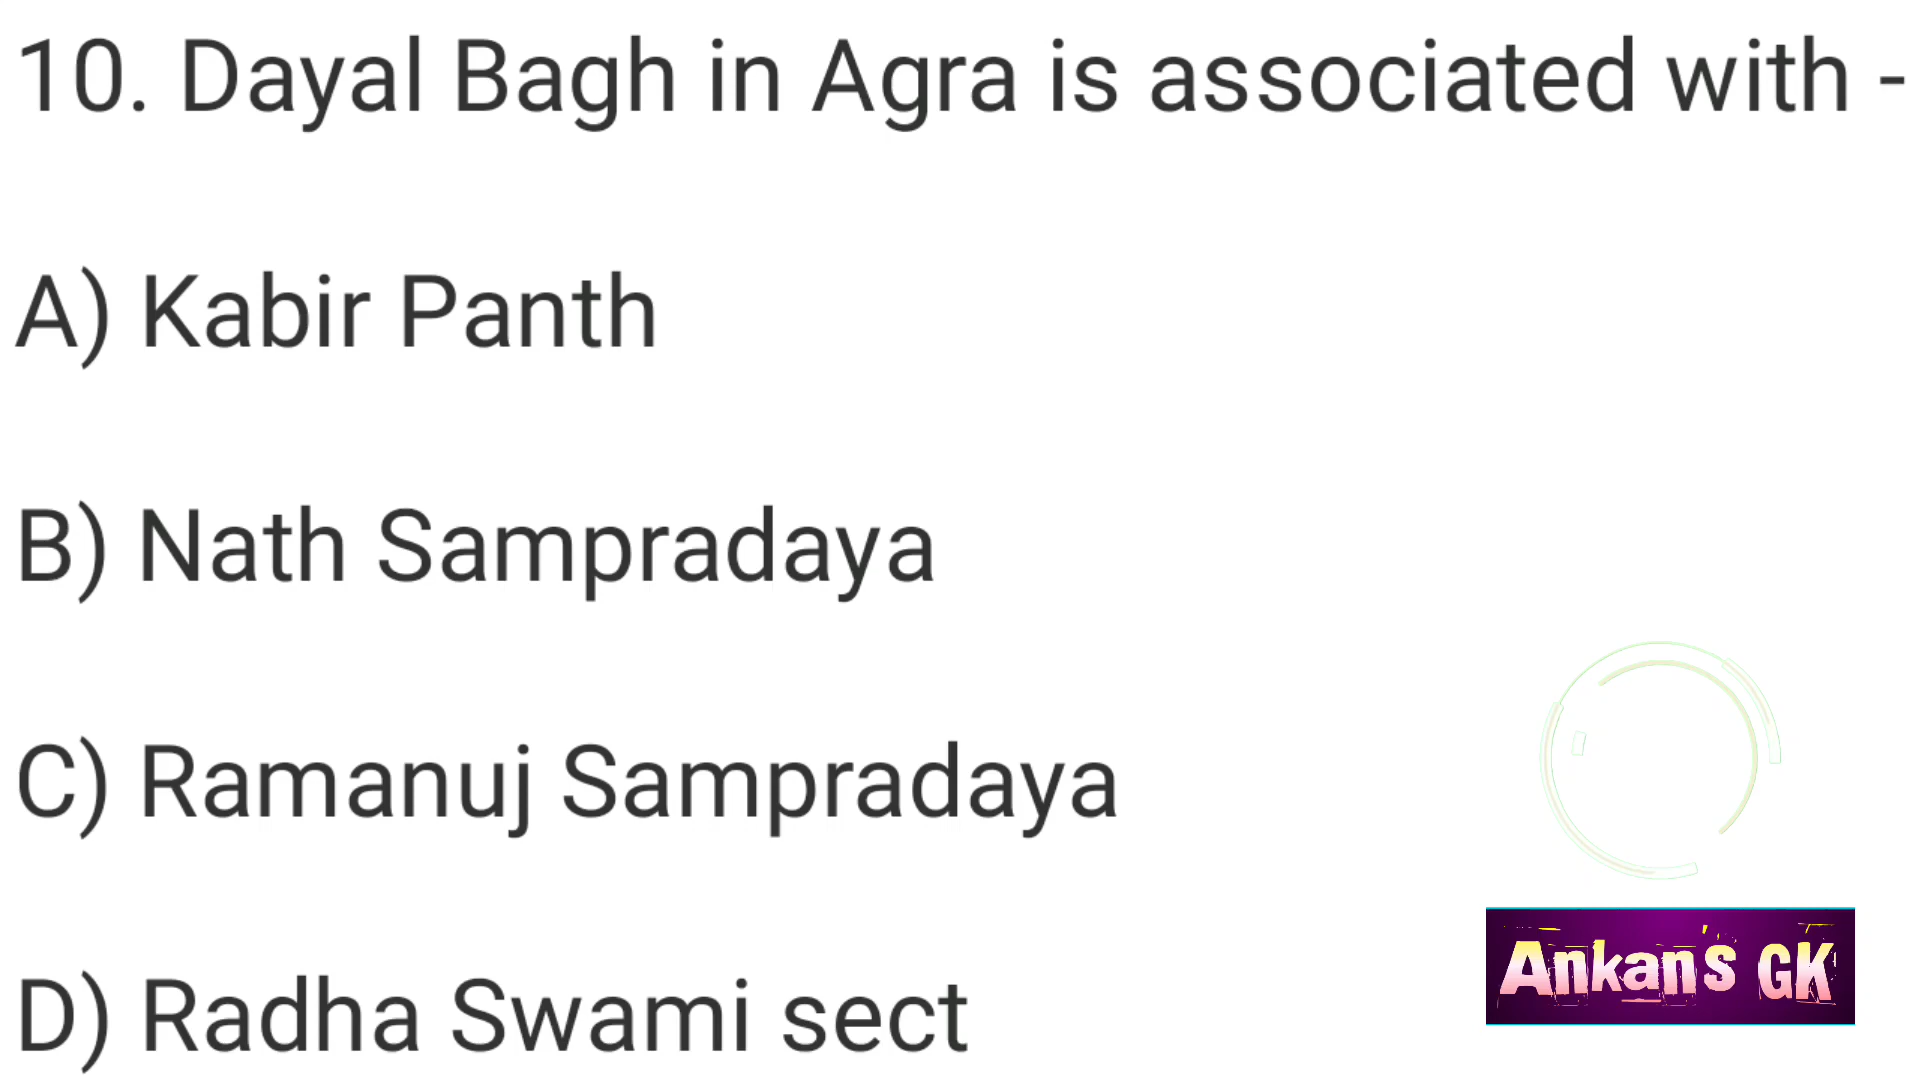 10. Dayal Bagh in Agra is associated with -
A) Kabir Panth
B) Nath Sampradaya
C) Ramanuj Sampradaya
D) Radha Swami sect
Ankan's GK